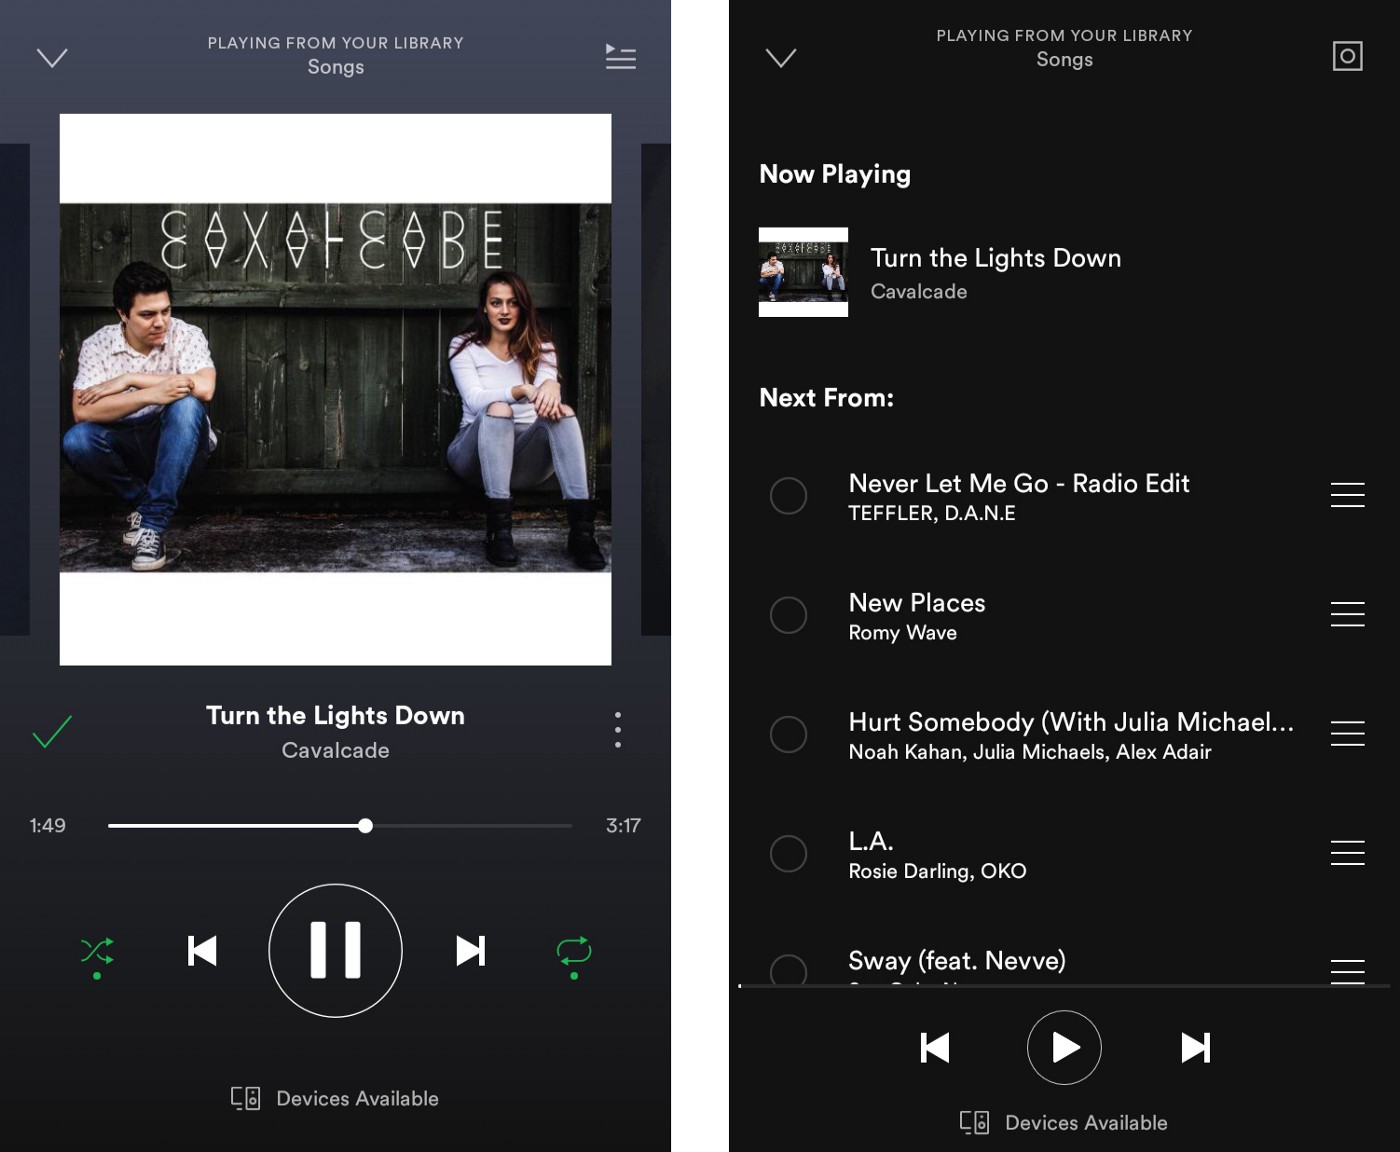 PLAYING FROM YOUR LIBRARY
Songs
CAVALCADE
Turn the Lights Down
Cavalcade
1:49
3:17
Devices Available
PLAYING FROM YOUR LIBRARY
Songs
Now Playing
Turn the Lights Down
Cavalcade
Next From:
Never Let Me Go - Radio Edit
TEFFLER, D.A.N.E
New Places
Romy Wave
Hurt Somebody (With Julia Michael...
Noah Kahan, Julia Michaels, Alex Adair
L.A.
Rosie Darling, OKO
Sway (feat. Nevve)
Devices Available